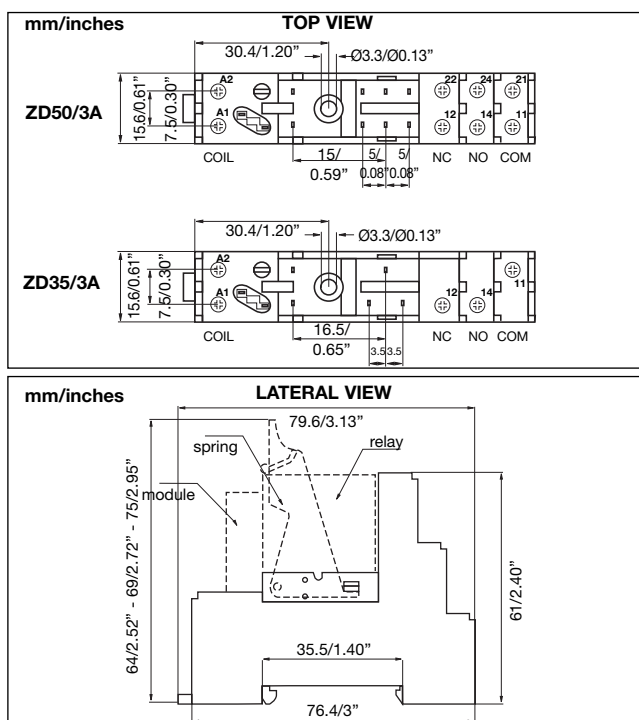 mm/inches
TOP VIEW
30.4/1.20”
Ø3.3/Ø0.13”
ZD50/3A
15.6/0.61”
7.5/0.30”
A2
A1
22
24
21
12
14
11
COIL
15/
0.59”
5/
0.08”
5/
0.08”
NC
NO
COM
30.4/1.20”
Ø3.3/Ø0.13”
ZD35/3A
15.6/0.61”
7.5/0.30”
A2
A1
11
12
14
COIL
16.5/
0.65”
3.5
3.5
NC
NO
COM
mm/inches
LATERAL VIEW
79.6/3.13”
spring
relay
module
64/2.52” - 69/2.72” - 75/2.95”
61/2.40”
35.5/1.40”
76.4/3”